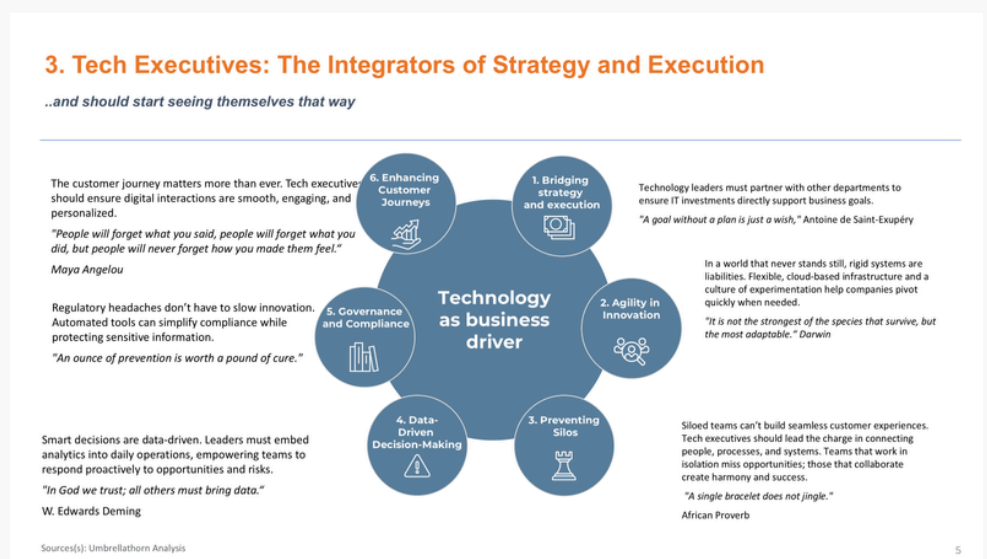 3. Tech Executives: The Integrators of Strategy and Execution
..and should start seeing themselves that way
6. Enhancing
Customer
Journeys
1. Bridging
strategy
and execution
The customer journey matters more than ever. Tech executives
should ensure digital interactions are smooth, engaging, and
personalized.
"People will forget what you said, people will forget what you
did, but people will never forget how you made them feel."
Maya Angelou
Technology leaders must partner with other departments to
ensure IT investments directly support business goals.
"A goal without a plan is just a wish," Antoine de Saint-Exupéry
In a world that never stands still, rigid systems are
liabilities. Flexible, cloud-based infrastructure and a
culture of experimentation help companies pivot
quickly when needed.
"It is not the strongest of the species that survive, but
the most adaptable." Darwin
Technology
as business
driver
2. Agility in
Innovation
5. Governance
and Compliance
Regulatory headaches don't have to slow innovation.
Automated tools can simplify compliance while
protecting sensitive information.
"An ounce of prevention is worth a pound of cure."
4. Data-
Driven
Decision-Making
3. Preventing
Silos
Smart decisions are data-driven. Leaders must embed
analytics into daily operations, empowering teams to
respond proactively to opportunities and risks.
"In God we trust; all others must bring data."
W. Edwards Deming
Siloed teams can't build seamless customer experiences.
Tech executives should lead the charge in connecting
people, processes, and systems. Teams that work in
isolation miss opportunities; those that collaborate
create harmony and success.
"A single bracelet does not jingle."
African Proverb
Sources(s): Umbrellathorn Analysis
5